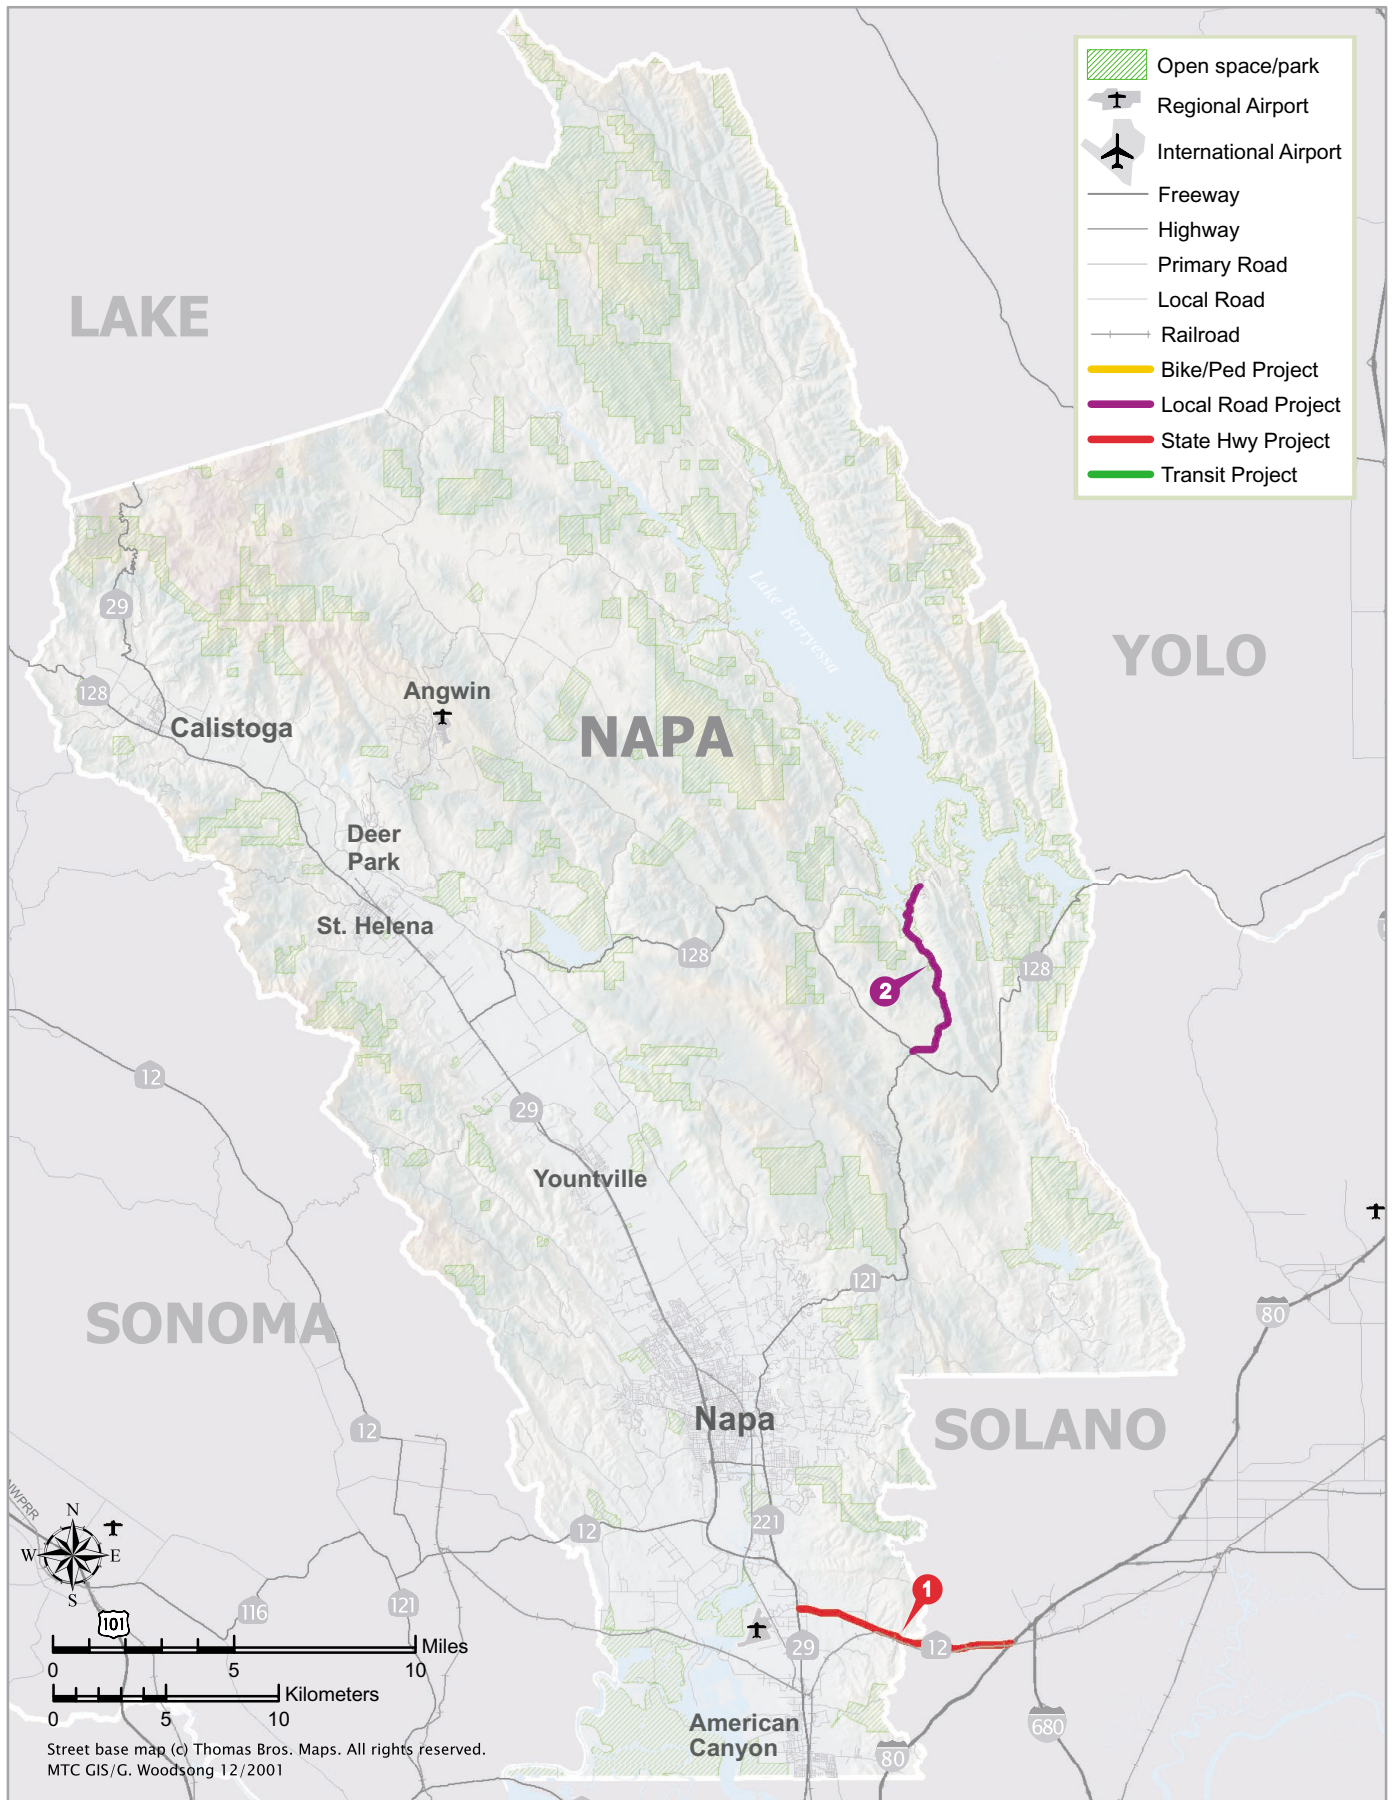 Open space/park
Regional Airport
International Airport
Freeway
Highway
Primary Road
Local Road
Railroad
Bike/Ped Project
Local Road Project
State Hwy Project
Transit Project
LAKE
Lake Berryessa
29
YOLO
128
Angwin
Calistoga
NAPA
Deer
Park
St. Helena
128
128
2
12
29
Yountville
121
SONOMA
80
Napa
SOLANO
12
NWPRR
N
W
E
S
12
221
1
101
116
121
29
12
Miles
0
5
10
Kilometers
0
5
10
American
Canyon
680
80
Street base map (c) Thomas Bros. Maps. All rights reserved.
MTC GIS/G. Woodsong 12/2001